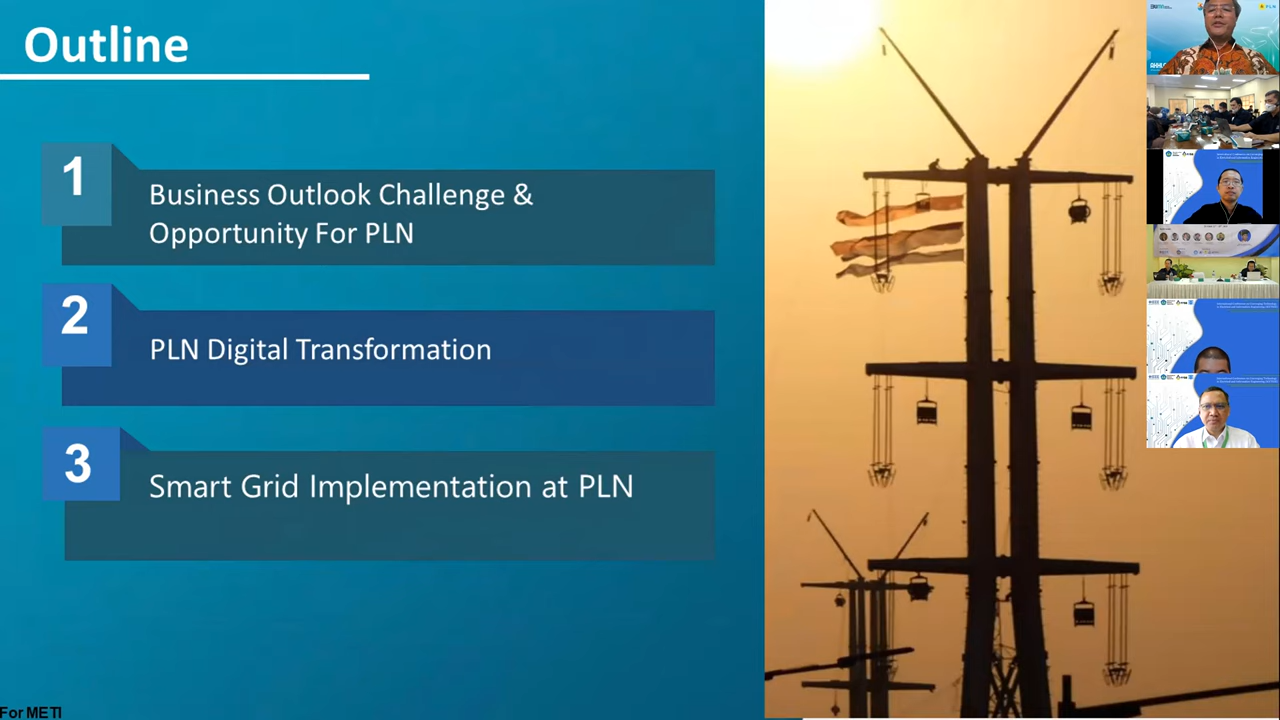 Outline
1
Business Outlook Challenge &
Opportunity For PLN
2
PLN Digital Transformation
3
Smart Grid Implementation at PLN
For METI
PLN